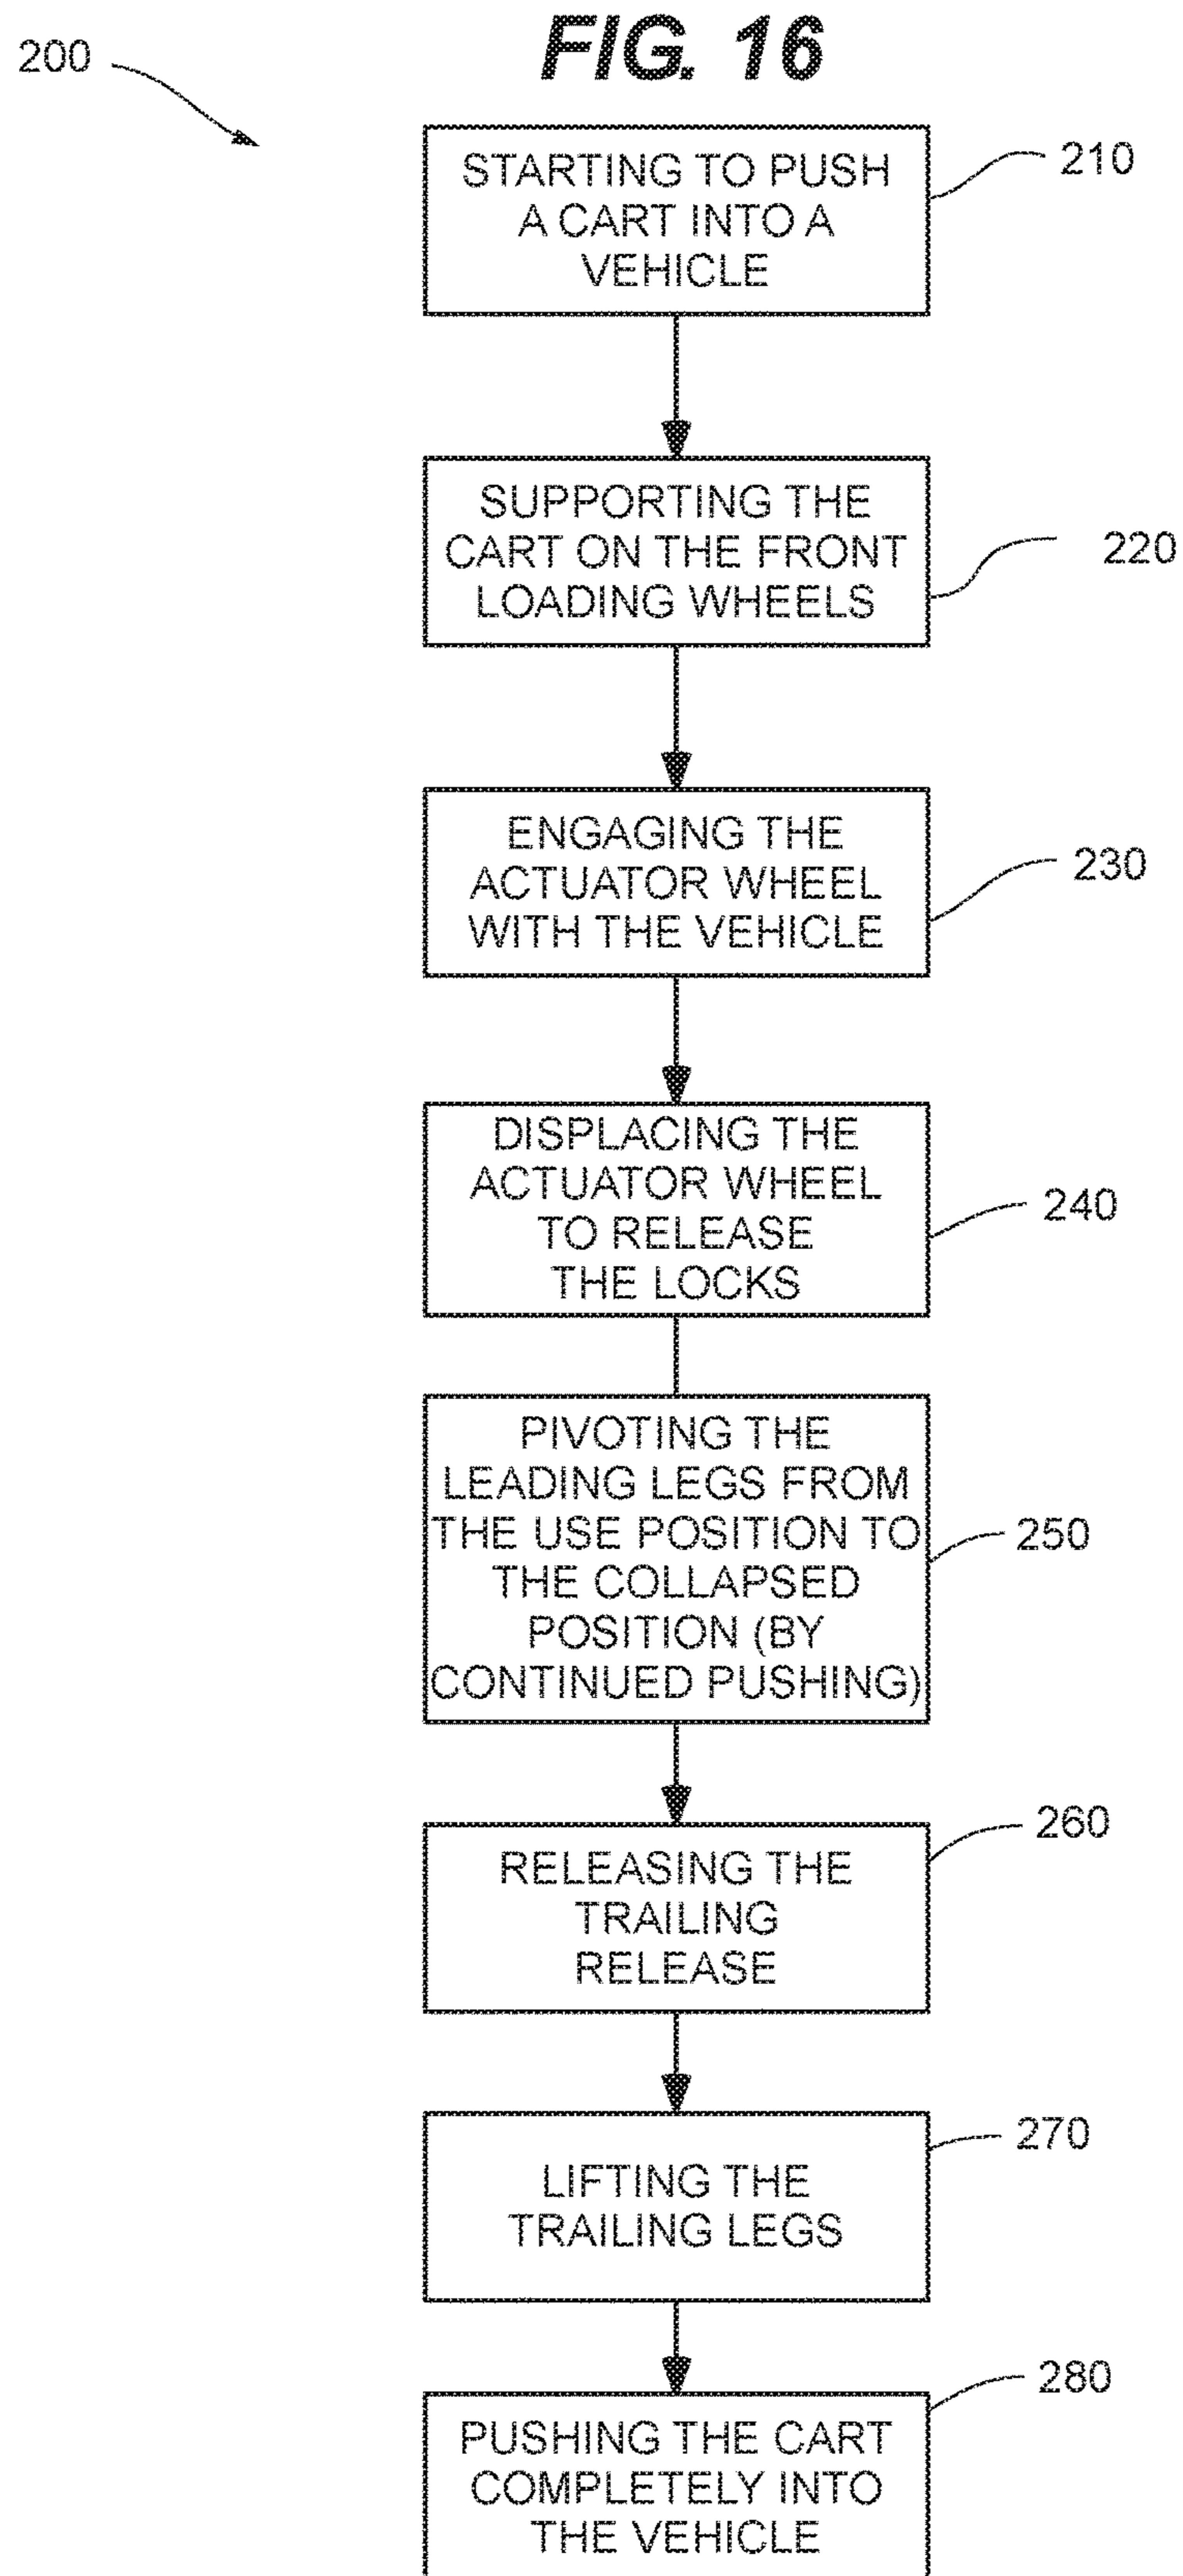 FIG. 16
200
STARTING TO PUSH
A CART INTO A
VEHICLE
210
SUPPORTING THE
CART ON THE FRONT
LOADING WHEELS
220
ENGAGING THE
ACTUATOR WHEEL
WITH THE VEHICLE
230
DISPLACING THE
ACTUATOR WHEEL
TO RELEASE
THE LOCKS
240
PIVOTING THE
LEADING LEGS FROM
THE USE POSITION TO
THE COLLAPSED
POSITION (BY
CONTINUED PUSHING)
250
RELEASING THE
TRAILING
RELEASE
260
LIFTING THE
TRAILING LEGS
270
PUSHING THE CART
COMPLETELY INTO
THE VEHICLE
280